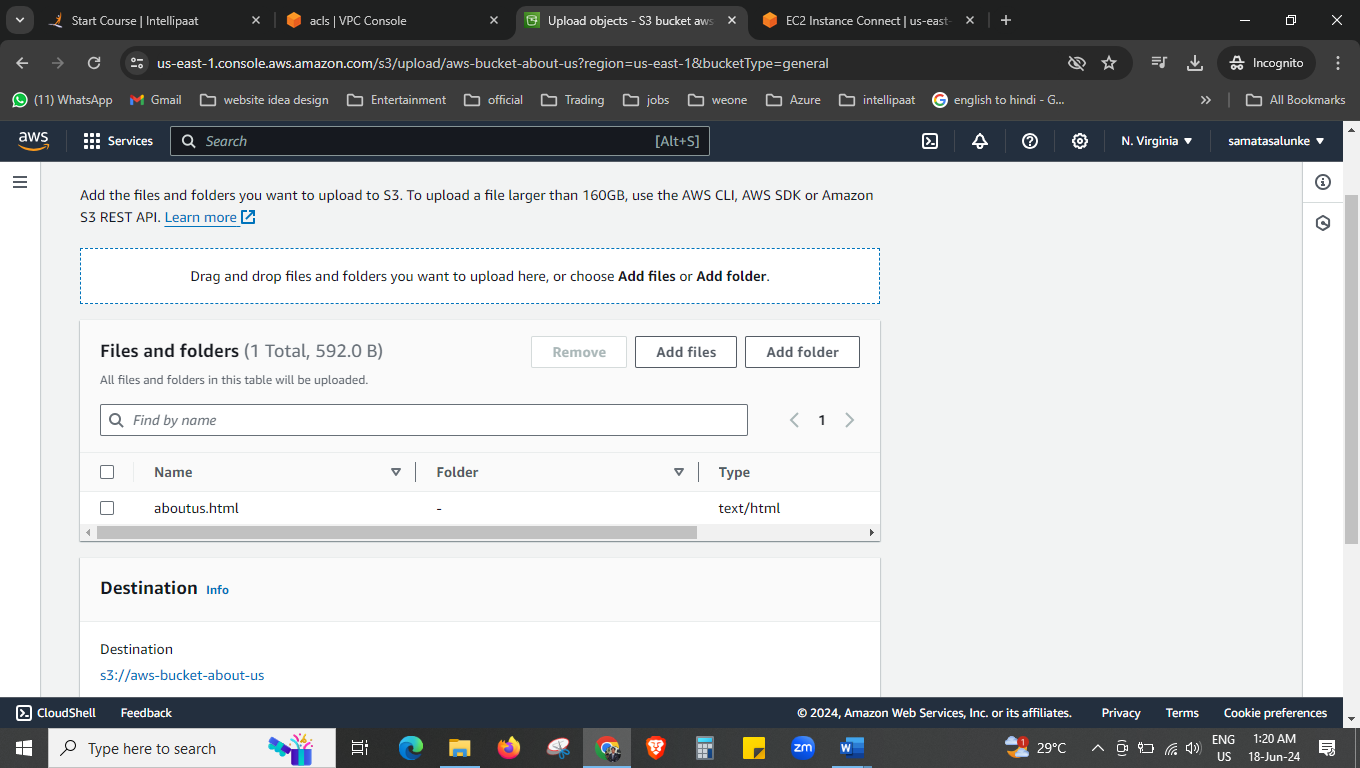 Start Course | Intellipaat
acls | VPC Console
Upload objects - S3 bucket aws
EC2 Instance Connect | us-east-
us-east-1.console.aws.amazon.com/s3/upload/aws-bucket-about-us?region=us-east-1&bucketType=general
Incognito
(11) WhatsApp
Gmail
website idea design
Entertainment
official
Trading
jobs
weone
Azure
intellipaat
english to hindi - G...
All Bookmarks
aws
Services
Search
[Alt+S]
N. Virginia
samatasalunke
Add the files and folders you want to upload to S3. To upload a file larger than 160GB, use the AWS CLI, AWS SDK or Amazon
S3 REST API. Learn more
Drag and drop files and folders you want to upload here, or choose Add files or Add folder.
Files and folders (1 Total, 592.0 B)
Remove
Add files
Add folder
All files and folders in this table will be uploaded.
Find by name
1
Name
Folder
Type
aboutus.html
-
text/html
Destination Info
Destination
s3://aws-bucket-about-us
CloudShell
Feedback
© 2024, Amazon Web Services, Inc. or its affiliates.
Privacy
Terms
Cookie preferences
Type here to search
zm
W
1
29°C
ENG
US
1:20 AM
18-Jun-24